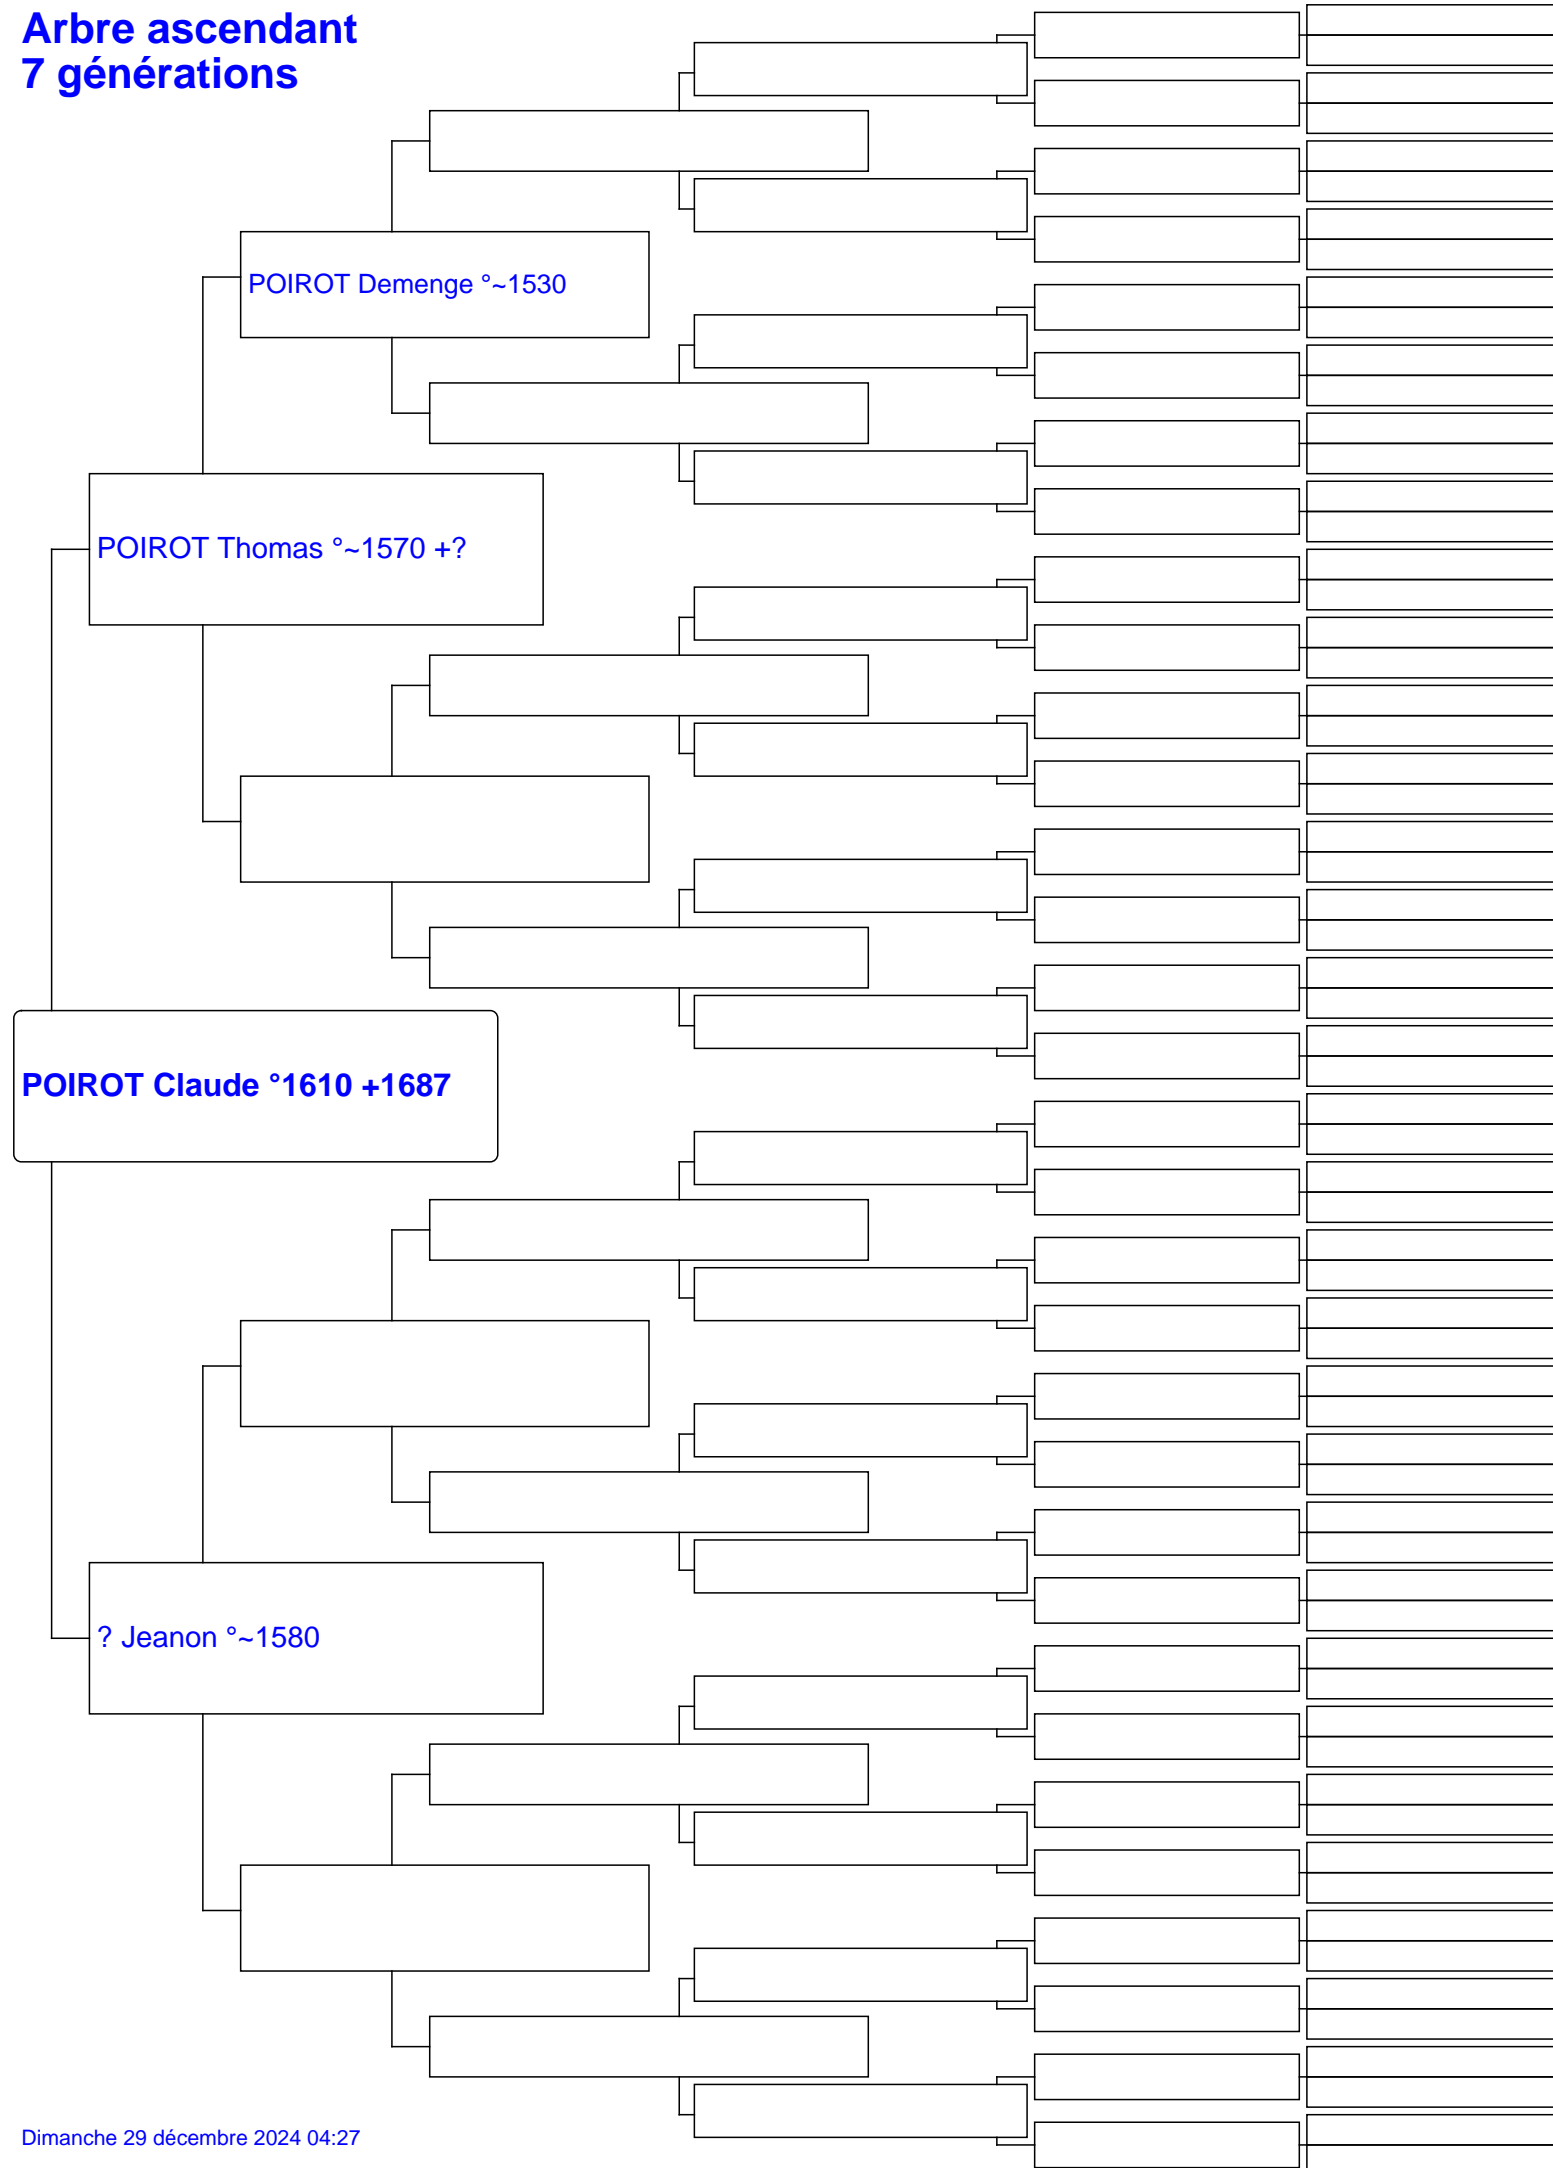 Arbre ascendant
7 générations
POIROT Demenge °~1530
POIROT Thomas °~1570 +?
POIROT Claude °1610 +1687
? Jeanon °~1580
Dimanche 29 décembre 2024 04:27